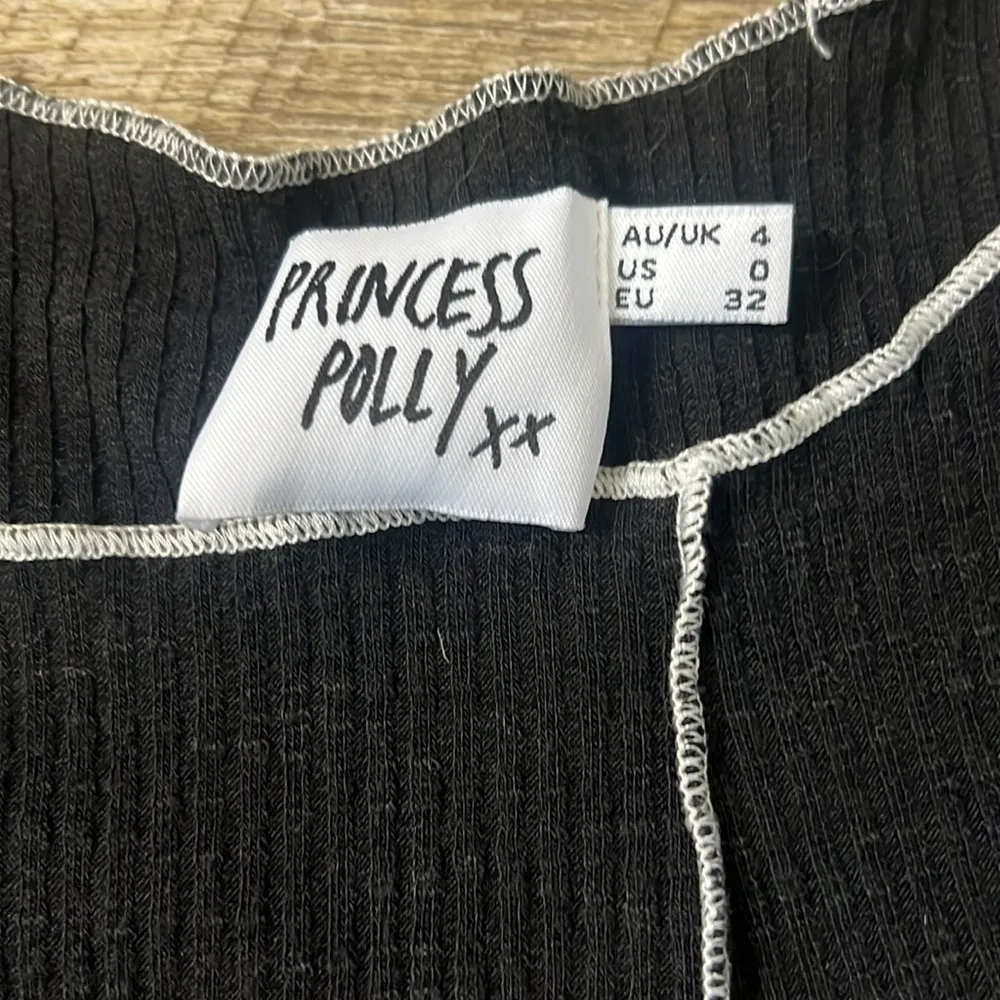 PRINCESS
POLLY
xx
AU/UK 4
US 0
EU 32